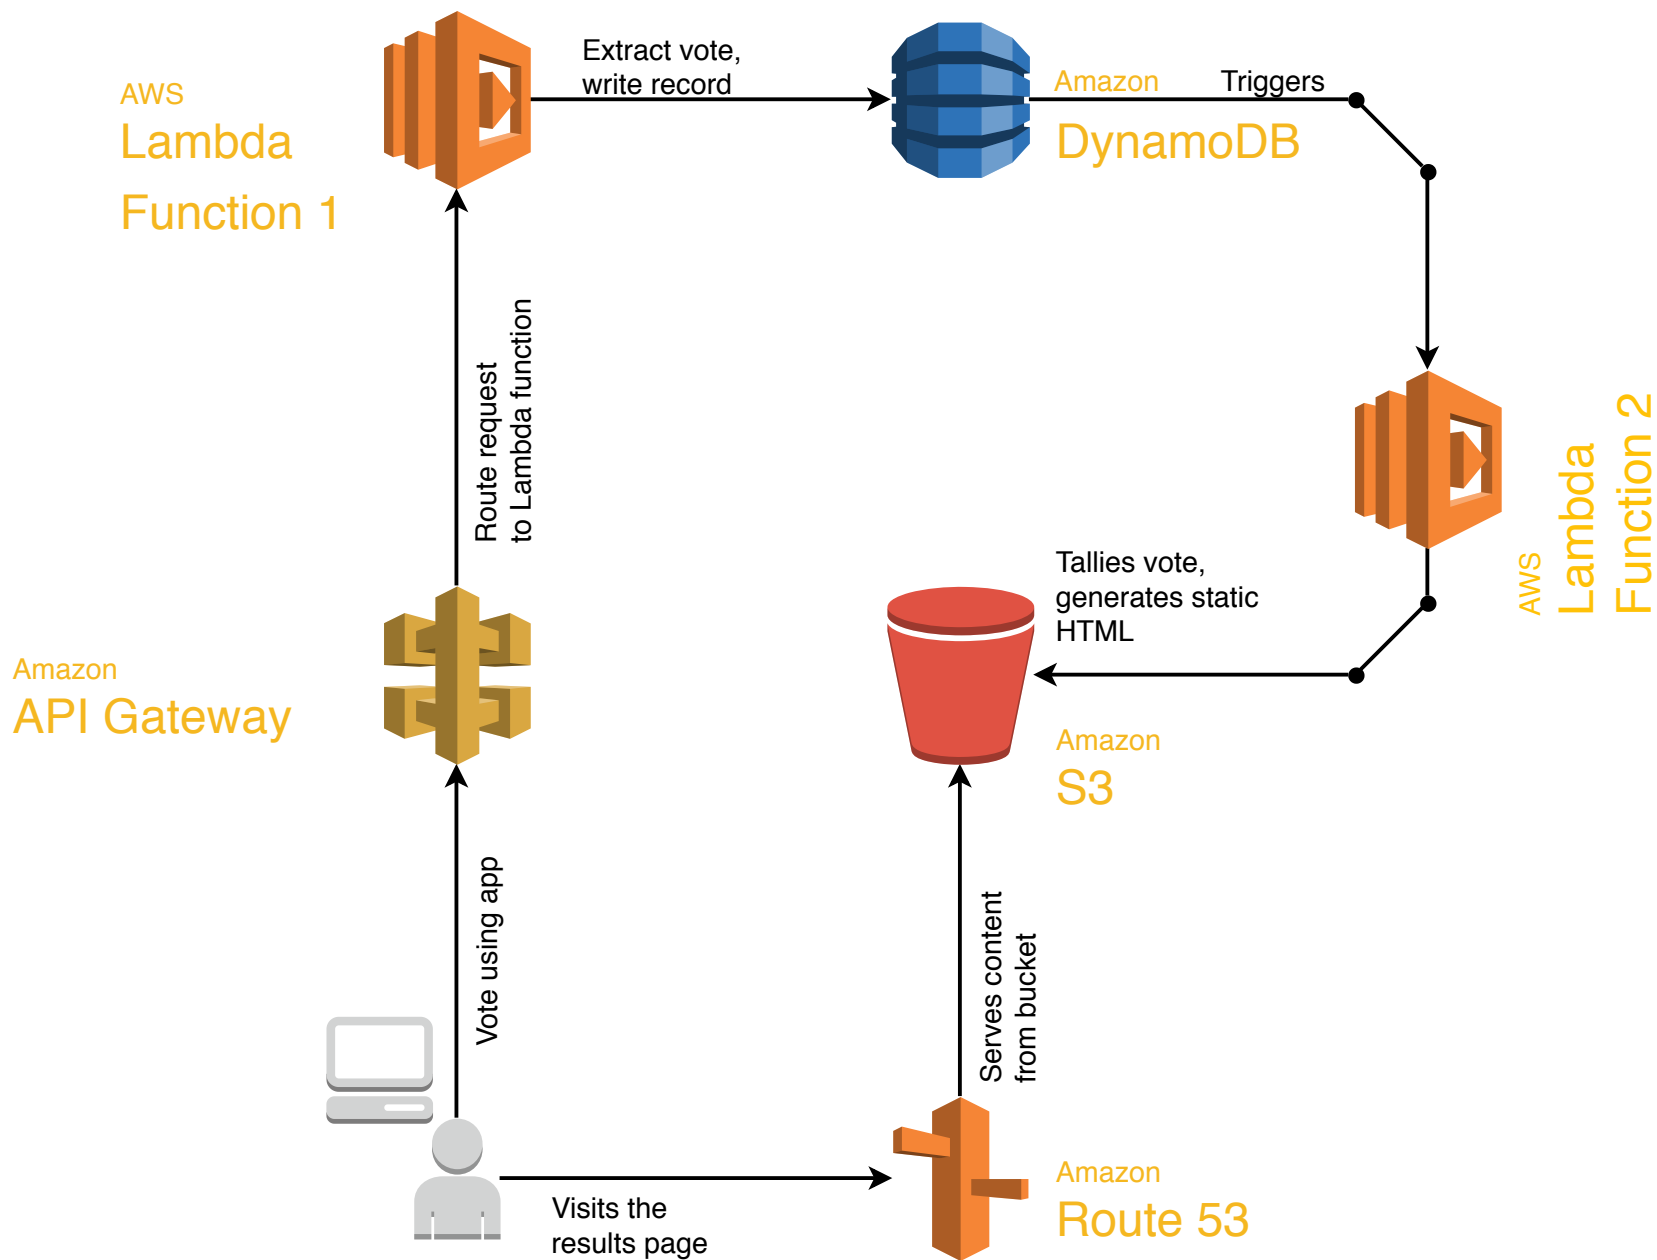 AWS
Lambda
Function 1
Extract vote,
write record
Amazon
DynamoDB
Triggers
Route request
to Lambda function
AWS
Lambda
Function 2
Tallies vote,
generates static
HTML
Amazon
API Gateway
Amazon
S3
Vote using app
Serves content
from bucket
Visits the
results page
Amazon
Route 53